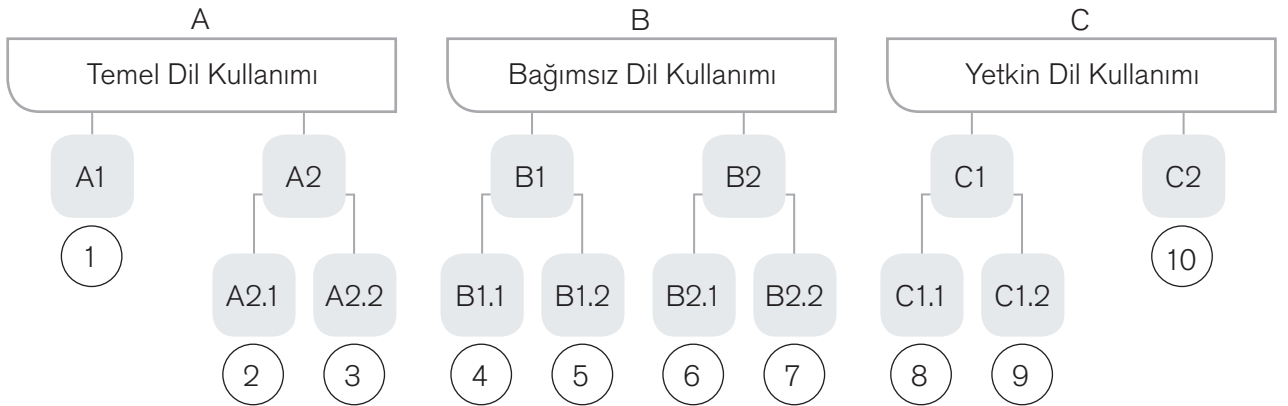 A B C
Temel Dil Kullanımı Bağımsız Dil Kullanımı Yetkin Dil Kullanımı
A1 A2 B1 B2 C1 C2
1 10
A2.1 A2.2 B1.1 B1.2 B2.1 B2.2 C1.1 C1.2
2 3 4 5 6 7 8 9